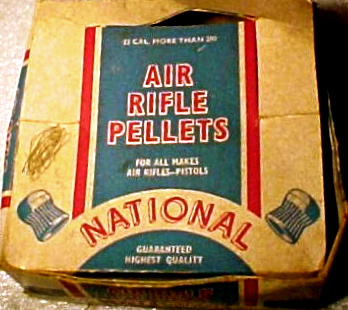 22 CAL. MORE THAN 200
AIR
RIFLE
PELLETS
FOR ALL MAKES
AIR RIFLES-PISTOLS
NATIONAL
GUARANTEED
HIGHEST QUALITY